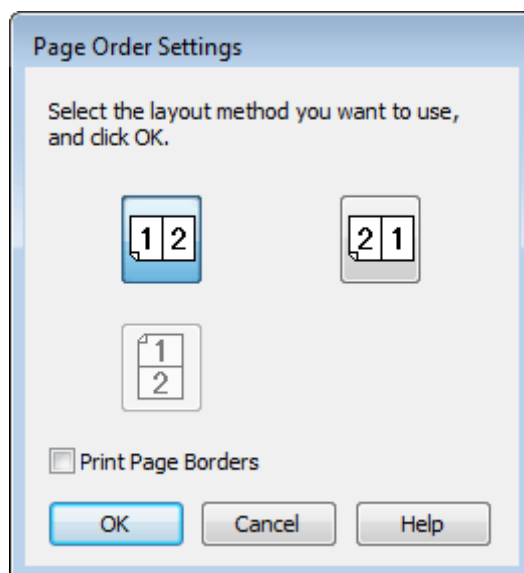 Page Order Settings
Select the layout method you want to use,
and click OK.
1 2
2 1
1
2
Print Page Borders
OK Cancel Help